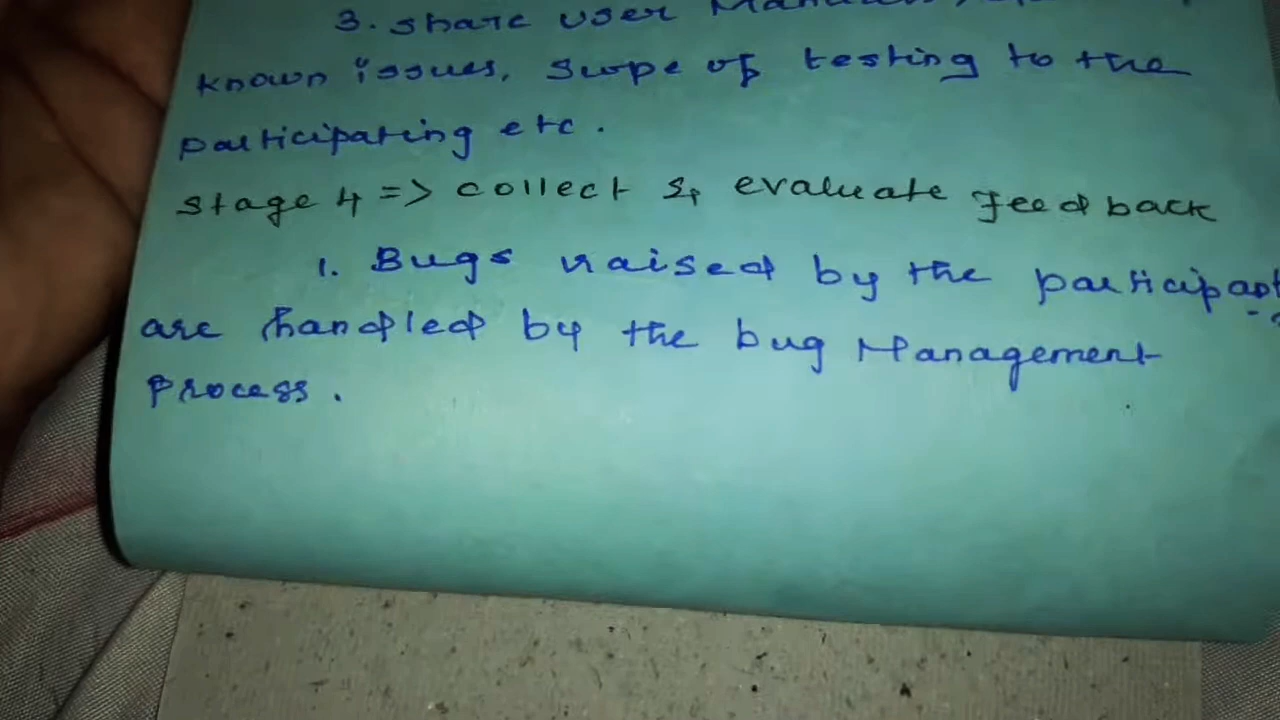 3. share user
known issues, scope of testing to the
participating etc.
stage 4 => collect & evaluate feedback
1. Bugs raised by the participant
are handled by the bug Management
process.